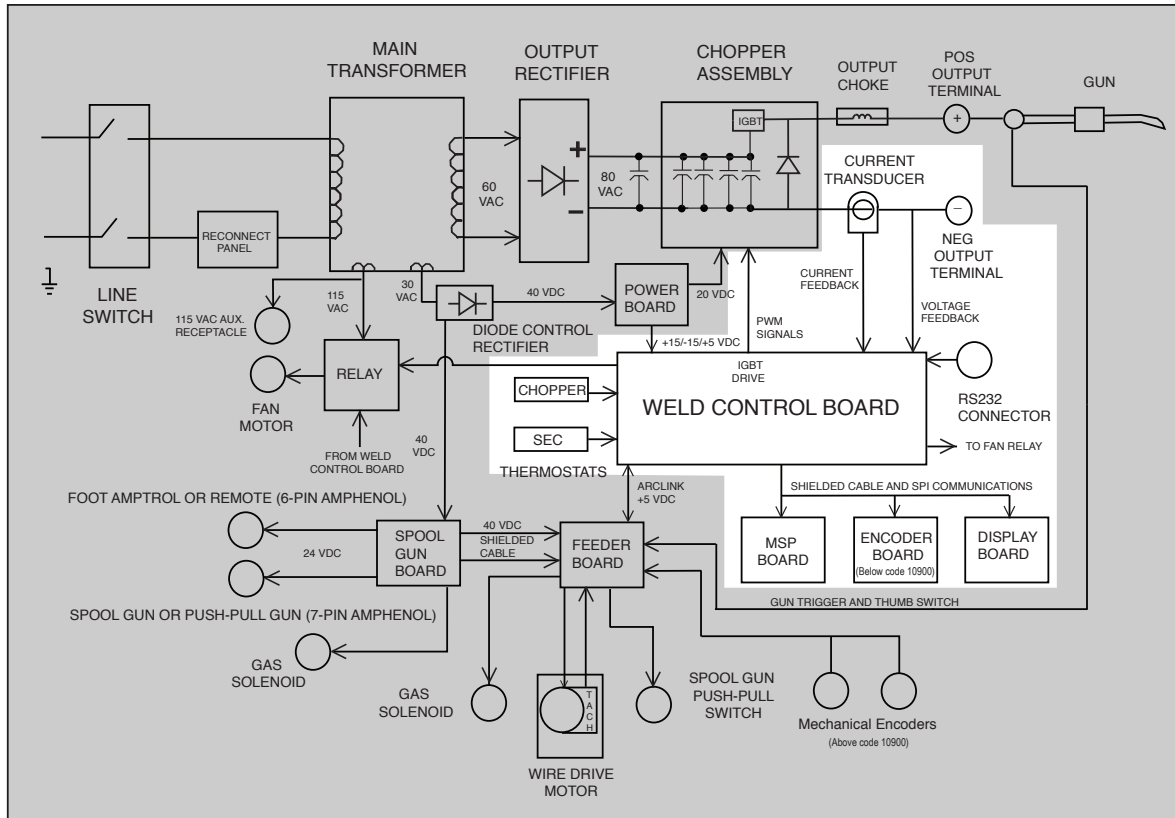 MAIN
TRANSFORMER
OUTPUT
RECTIFIER
CHOPPER
ASSEMBLY
OUTPUT
CHOKE
POS
OUTPUT
TERMINAL
GUN
IGBT
+
+
−
60
VAC
80
VAC
CURRENT
TRANSDUCER
−
NEG
OUTPUT
TERMINAL
RECONNECT
PANEL
LINE
SWITCH
115
VAC
30
VAC
40 VDC
POWER
BOARD
20 VDC
CURRENT
FEEDBACK
VOLTAGE
FEEDBACK
115 VAC AUX.
RECEPTACLE
DIODE CONTROL
RECTIFIER
PWM
SIGNALS
+15/-15/+5 VDC
RELAY
FAN
MOTOR
IGBT
DRIVE
WELD CONTROL BOARD
CHOPPER
SEC
THERMOSTATS
RS232
CONNECTOR
TO FAN RELAY
FROM WELD
CONTROL BOARD
40
VDC
ARCLINK
+5 VDC
SHIELDED CABLE AND SPI COMMUNICATIONS
FOOT AMPTROL OR REMOTE (6-PIN AMPHENOL)
24 VDC
SPOOL
GUN
BOARD
40 VDC
SHIELDED
CABLE
FEEDER
BOARD
MSP
BOARD
ENCODER
BOARD
(Below code 10900)
DISPLAY
BOARD
GUN TRIGGER AND THUMB SWITCH
SPOOL GUN OR PUSH-PULL GUN (7-PIN AMPHENOL)
GAS
SOLENOID
GAS
SOLENOID
T
A
C
H
WIRE DRIVE
MOTOR
SPOOL GUN
PUSH-PULL
SWITCH
Mechanical Encoders
(Above code 10900)